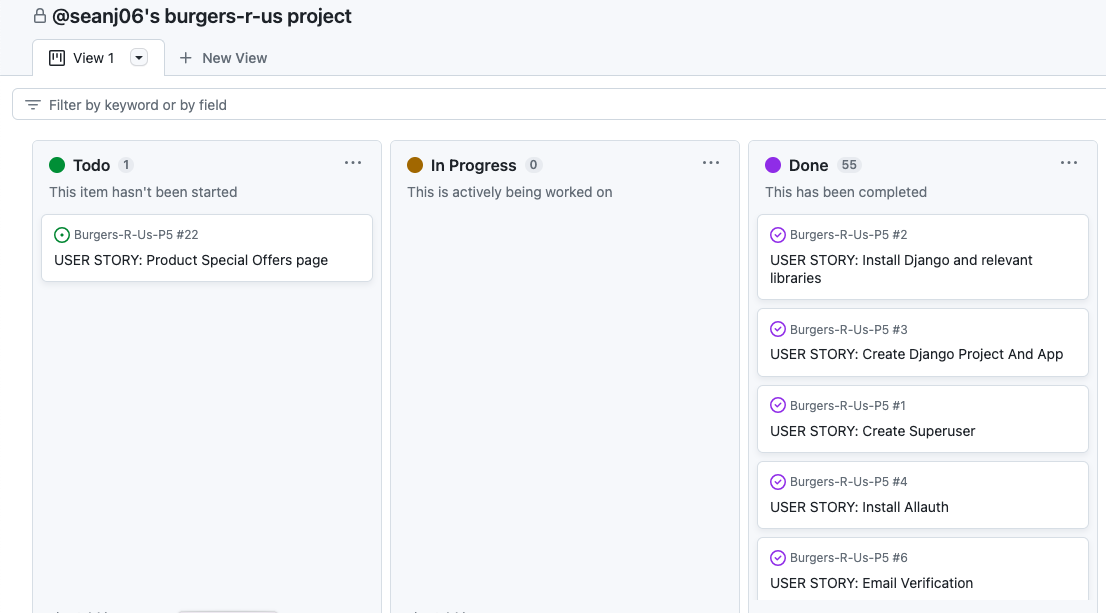 @seanj06's burgers-r-us project
View 1
New View
Filter by keyword or by field
Todo 1
This item hasn't been started
Burgers-R-Us-P5 #22
USER STORY: Product Special Offers page
In Progress 0
This is actively being worked on
Done 55
This has been completed
Burgers-R-Us-P5 #2
USER STORY: Install Django and relevant
libraries
Burgers-R-Us-P5 #3
USER STORY: Create Django Project And App
Burgers-R-Us-P5 #1
USER STORY: Create Superuser
Burgers-R-Us-P5 #4
USER STORY: Install Allauth
Burgers-R-Us-P5 #6
USER STORY: Email Verification